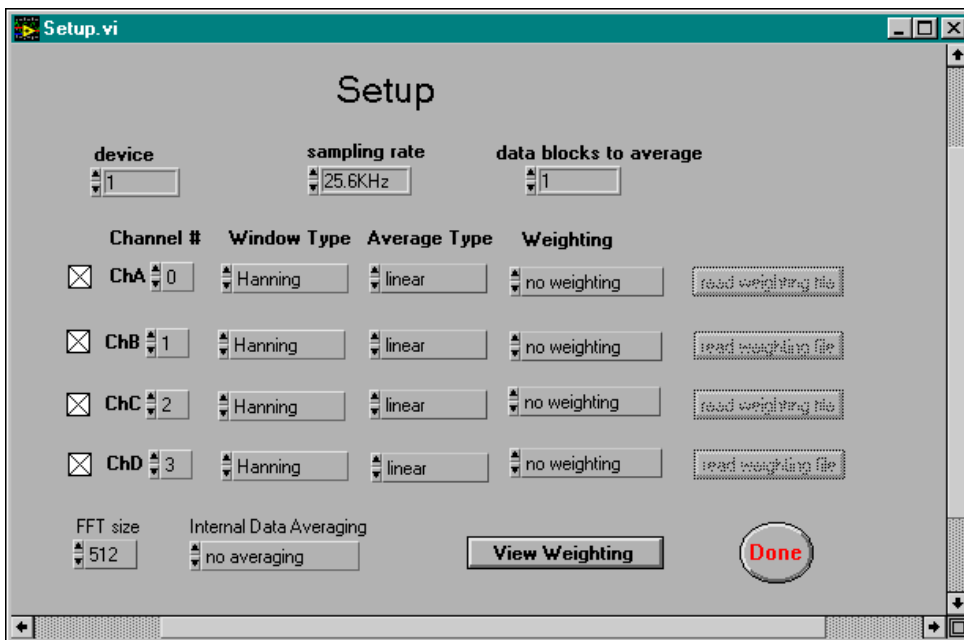 Setup.vi
Setup
device sampling rate data blocks to average
1 25.6KHz 1
Channel # Window Type Average Type Weighting
ChA 0 Hanning linear no weighting read weighting file
ChB 1 Hanning linear no weighting read weighting file
ChC 2 Hanning linear no weighting read weighting file
ChD 3 Hanning linear no weighting read weighting file
FFT size Internal Data Averaging
512 no averaging View Weighting Done